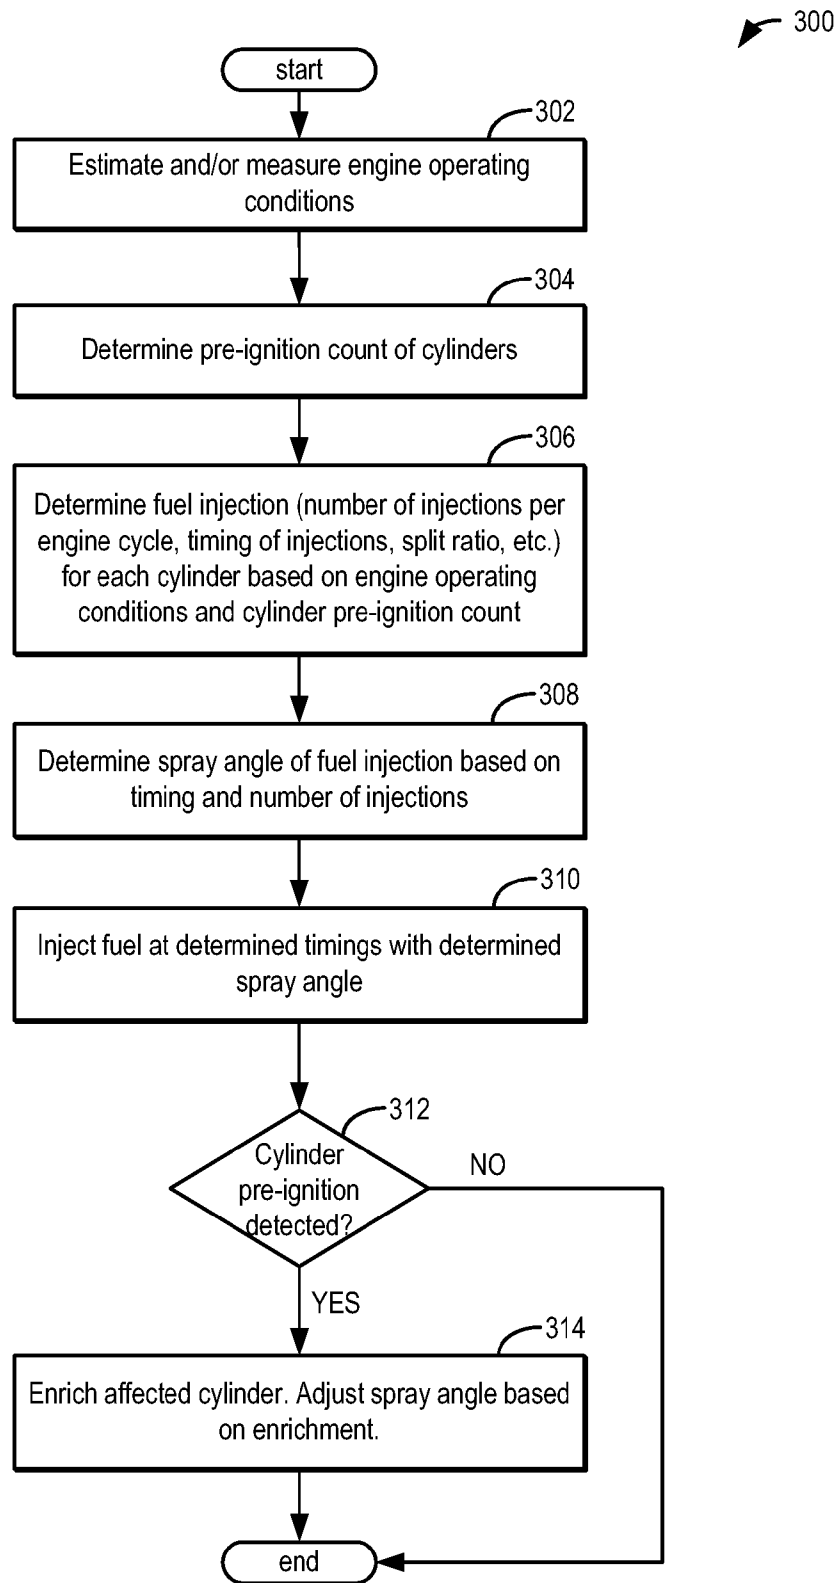 300
start
302
Estimate and/or measure engine operating
conditions
304
Determine pre-ignition count of cylinders
306
Determine fuel injection (number of injections per
engine cycle, timing of injections, split ratio, etc.)
for each cylinder based on engine operating
conditions and cylinder pre-ignition count
308
Determine spray angle of fuel injection based on
timing and number of injections
310
Inject fuel at determined timings with determined
spray angle
312
Cylinder
pre-ignition
detected?
NO
YES
314
Enrich affected cylinder. Adjust spray angle based
on enrichment.
end